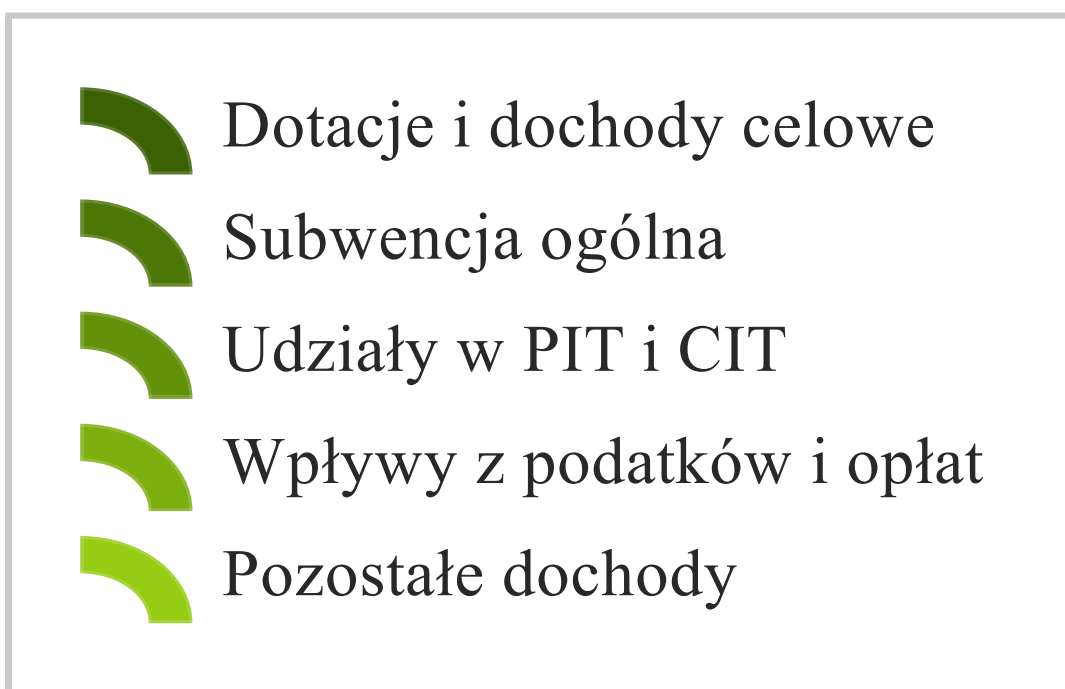 Dotacje i dochody celowe
Subwencja ogólna
Udziały w PIT i CIT
Wpływy z podatków i opłat
Pozostałe dochody